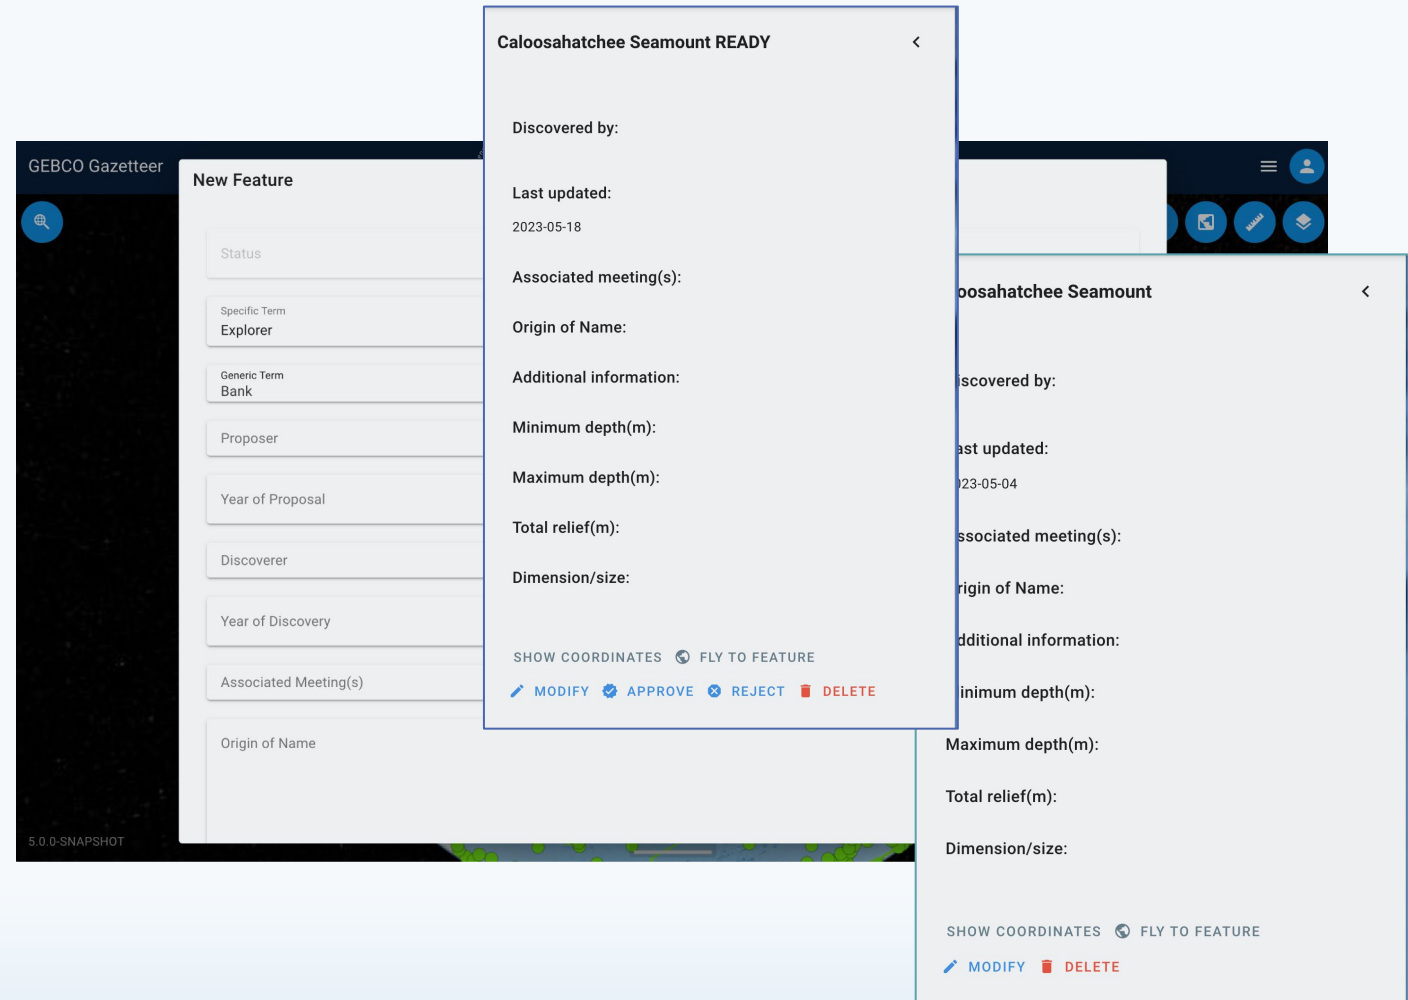 Caloosahatchee Seamount READY
Discovered by:
Last updated:
2023-05-18
Associated meeting(s):
Origin of Name:
Additional information:
Minimum depth(m):
Maximum depth(m):
Total relief(m):
Dimension/size:
SHOW COORDINATES FLY TO FEATURE
MODIFY APPROVE REJECT DELETE
GEBCO Gazetteer
New Feature
Status
Specific Term
Explorer
Generic Term
Bank
Proposer
Year of Proposal
Discoverer
Year of Discovery
Associated Meeting(s)
Origin of Name
5.0.0-SNAPSHOT
oosahatchee Seamount
iscovered by:
ast updated:
023-05-04
ssociated meeting(s):
rigin of Name:
dditional information:
inimum depth(m):
Maximum depth(m):
Total relief(m):
Dimension/size:
SHOW COORDINATES FLY TO FEATURE
MODIFY DELETE